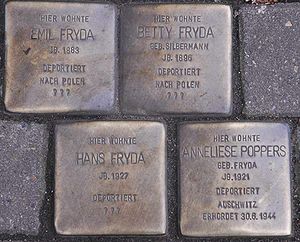 HIER WOHNTE
EMIL FRYDA
JG. 1883
DEPORTIERT
NACH POLEN
???
HIER WOHNTE
BETTY FRYDA
GEB. SILBERMANN
JG. 1896
DEPORTIERT
NACH POLEN
???
HIER WOHNTE
HANS FRYDA
JG. 1927
DEPORTIERT
???
HIER WOHNTE
ANNELIESE POPPERS
GEB. FRYDA
JG. 1921
DEPORTIERT
AUSCHWITZ
ERMORDET 30.6.1944